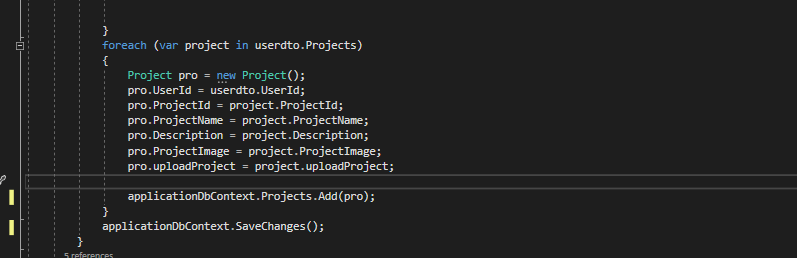 }
foreach (var project in userdto.Projects)
{
Project pro = new Project();
pro.UserId = userdto.UserId;
pro.ProjectId = project.ProjectId;
pro.ProjectName = project.ProjectName;
pro.Description = project.Description;
pro.ProjectImage = project.ProjectImage;
pro.uploadProject = project.uploadProject;
applicationDbContext.Projects.Add(pro);
}
applicationDbContext.SaveChanges();
}
5 references